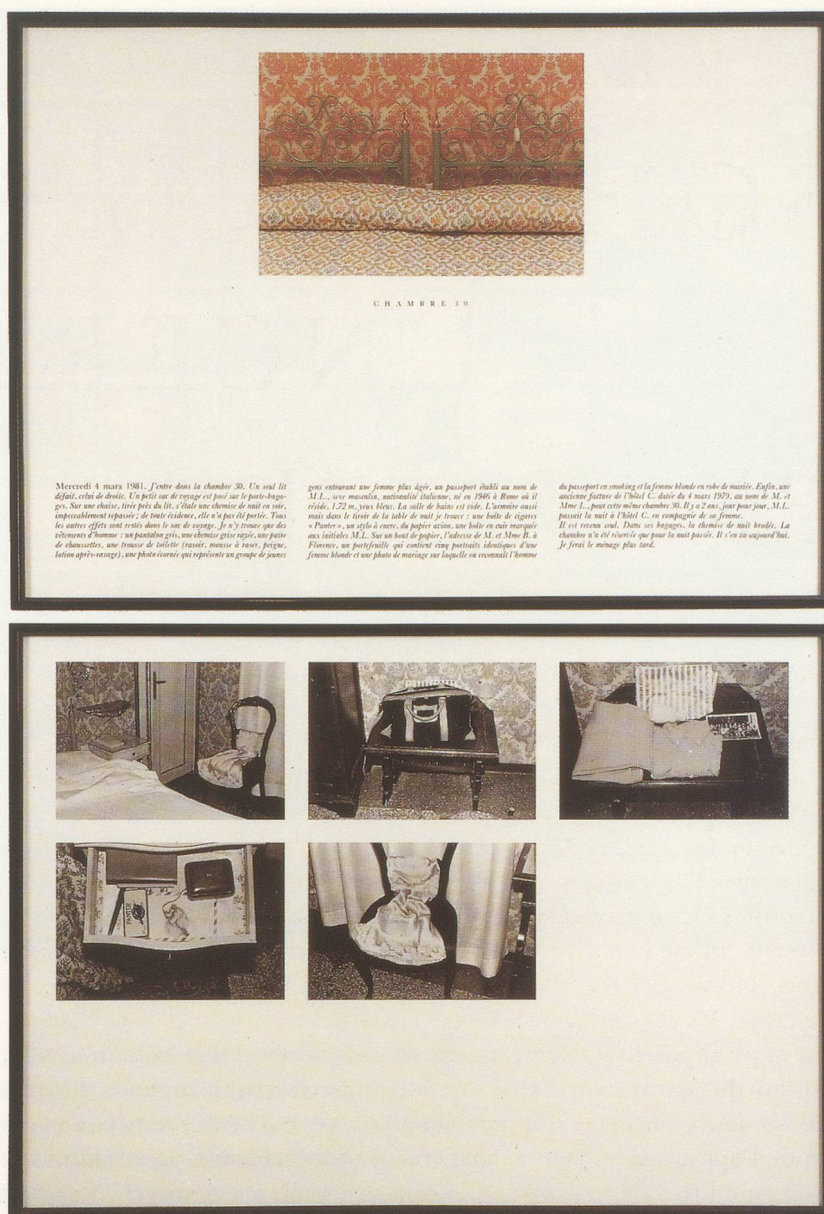 CHAMBRE 30
Mercredi 4 mars 1981. J'entre dans la chambre 30. Un seul lit
défait, celui de droite. Un petit sac de voyage est posé sur le porte-baga-
ges. Sur une chaise, tirée près du lit, s'étale une chemise de nuit en soie,
impeccablement repassée ; de toute évidence, elle n'a pas été portée. Tous
les autres effets sont restés dans le sac de voyage. Je n'y trouve que des
vêtements d'homme : un pantalon gris, une chemise grise rayée, une paire
de chaussettes, une trousse de toilette (rasoir, mousse à raser, peigne,
lotion après-rasage), une photo écornée qui représente un groupe de jeunes
gens entourant une femme plus âgée, un passeport établi au nom de
M.L., sexe masculin, nationalité italienne, né en 1946 à Rome où il
réside, 1,72 m, yeux bleus. La salle de bains est vide. L'armoire aussi
mais dans le tiroir de la table de nuit je trouve : une boîte de cigares
« Panter », un stylo à encre, du papier avion, une boîte en cuir marquée
aux initiales M.L. Sur un bout de papier, l'adresse de M. et Mme B. à
Florence, un portefeuille qui contient cinq portraits identiques d'une
femme blonde et une photo de mariage sur laquelle on reconnaît l'homme
du passeport en smoking et la femme blonde en robe de mariée. Enfin, une
ancienne facture de l'hôtel C. datée du 4 mars 1979, au nom de M. et
Mme L., pour cette même chambre 30. Il y a 2 ans, jour pour jour, M.L.
passait la nuit à l'hôtel C. en compagnie de sa femme.
Il est revenu seul. Dans ses bagages, la chemise de nuit brodée. La
chambre n'a été réservée que pour la nuit passée. Il s'en va aujourd'hui.
Je ferai le ménage plus tard.
PANTER